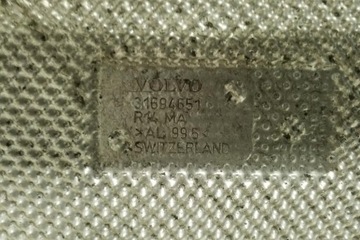 VOLVO
31694651
RK MA
>AL 99.5<
SWITZERLAND